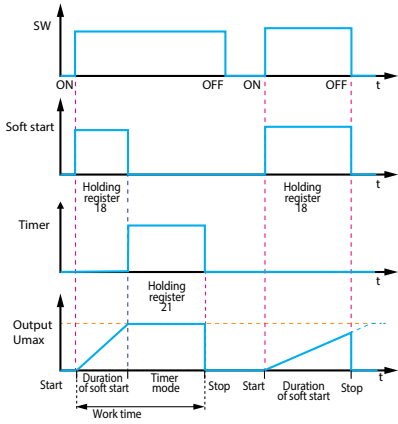 SW
ON
OFF
ON
OFF
t
Soft start
t
Holding
register
18
Holding
register
18
Timer
t
Holding
register
21
Output
Umax
t
Start
Duration
of soft start
Timer
mode
Stop
Start
Duration
of soft start
Stop
Work time